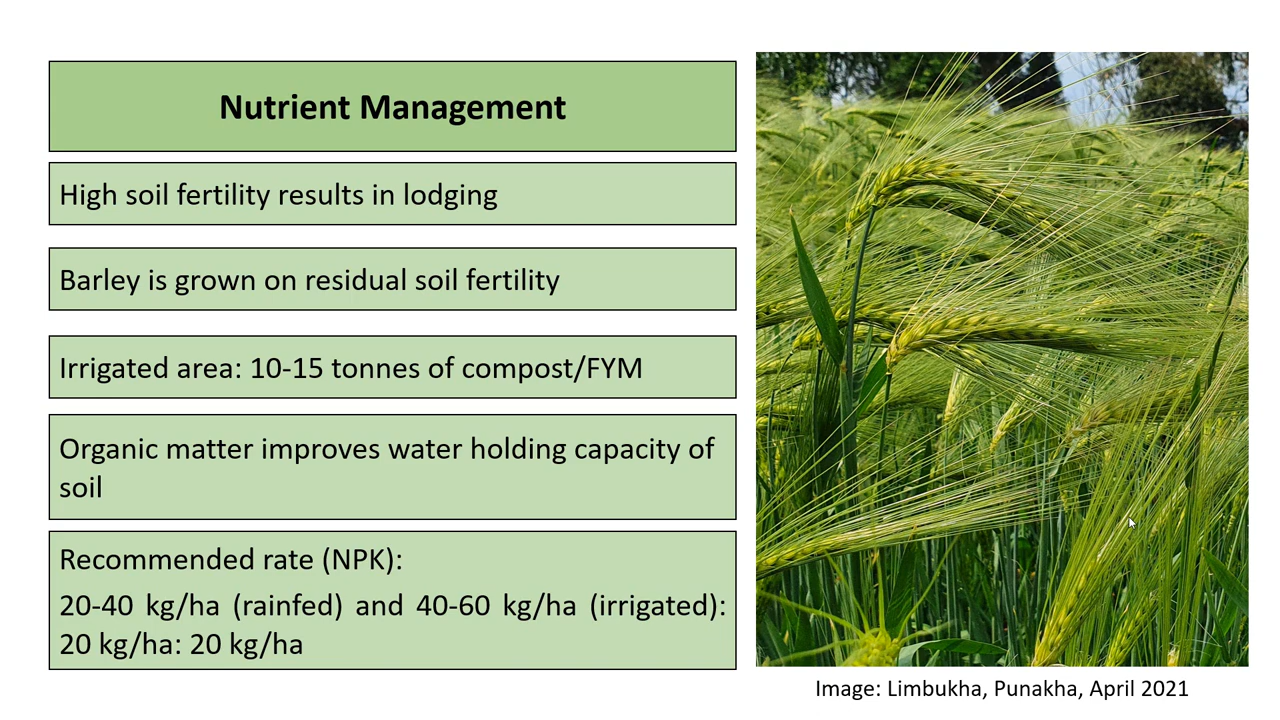 Nutrient Management
High soil fertility results in lodging
Barley is grown on residual soil fertility
Irrigated area: 10-15 tonnes of compost/FYM
Organic matter improves water holding capacity of
soil
Recommended rate (NPK):
20-40 kg/ha (rainfed) and 40-60 kg/ha (irrigated):
20 kg/ha: 20 kg/ha
Image: Limbukha, Punakha, April 2021